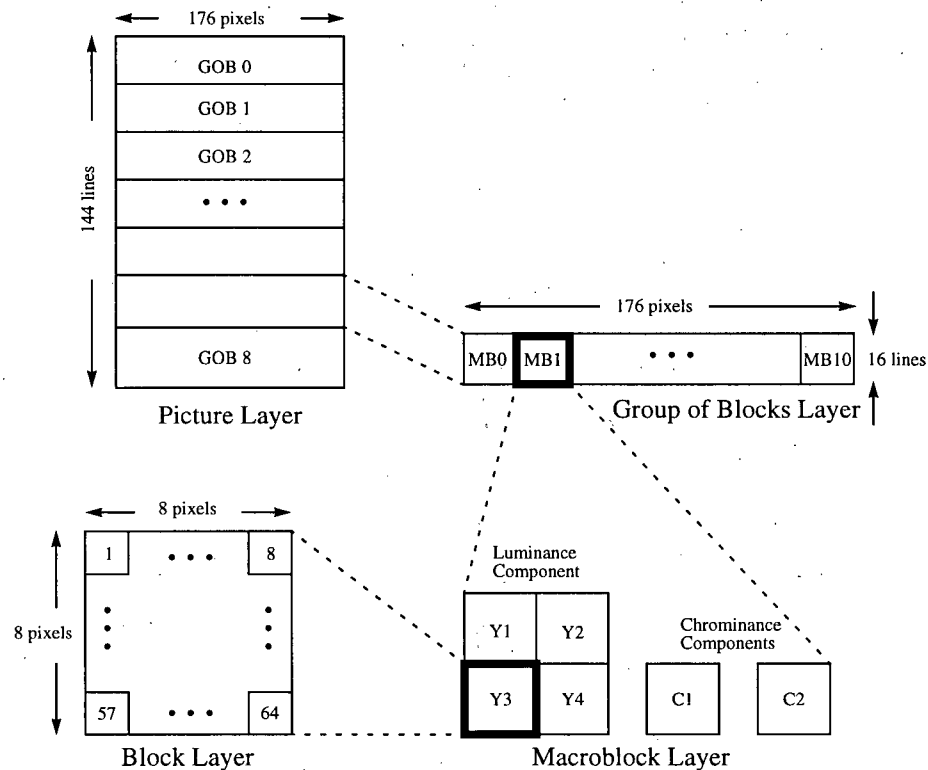 176 pixels
GOB 0
GOB 1
GOB 2
• • •
144 lines
GOB 8
Picture Layer
176 pixels
MB0 MB1 • • • MB10
16 lines
Group of Blocks Layer
8 pixels
1 • • • 8
8 pixels
57 • • • 64
Block Layer
Luminance
Component
Y1 Y2
Y3 Y4
Chrominance
Components
C1 C2
Macroblock Layer